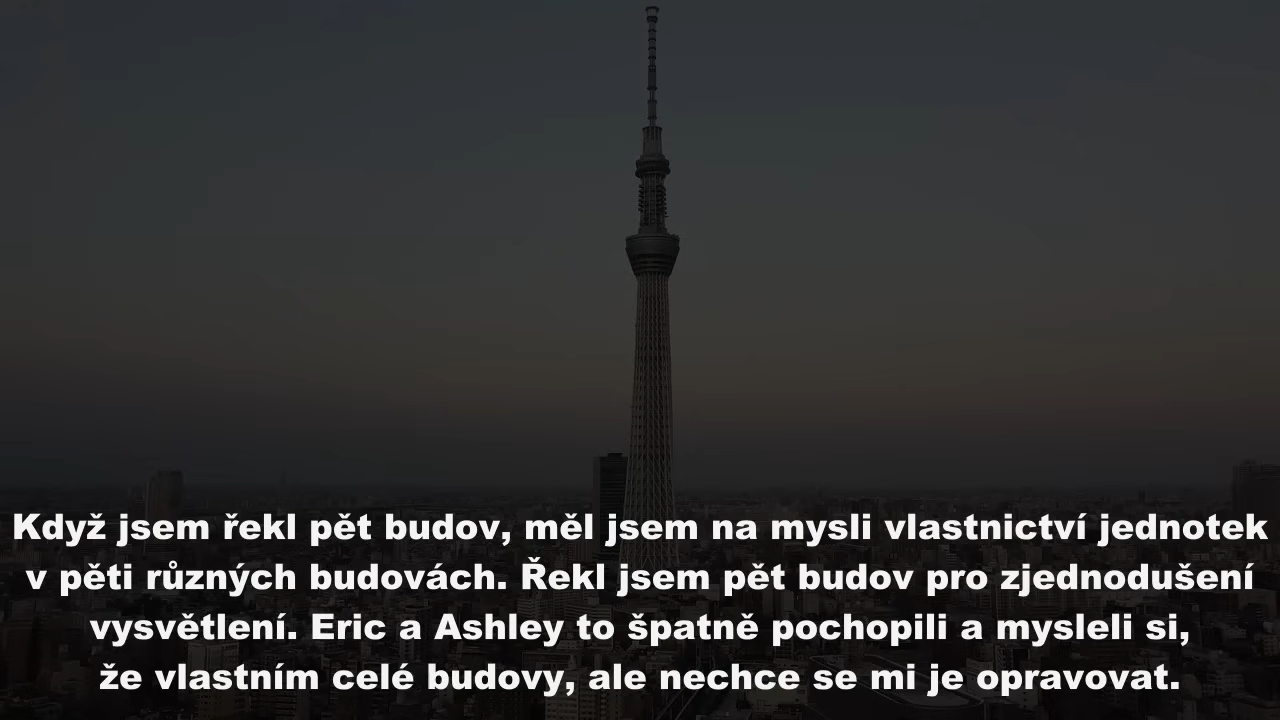 Když jsem řekl pět budov, měl jsem na mysli vlastnictví jednotek
v pěti různých budovách. Řekl jsem pět budov pro zjednodušení
vysvětlení. Eric a Ashley to špatně pochopili a mysleli si,
že vlastním celé budovy, ale nechce se mi je opravovat.